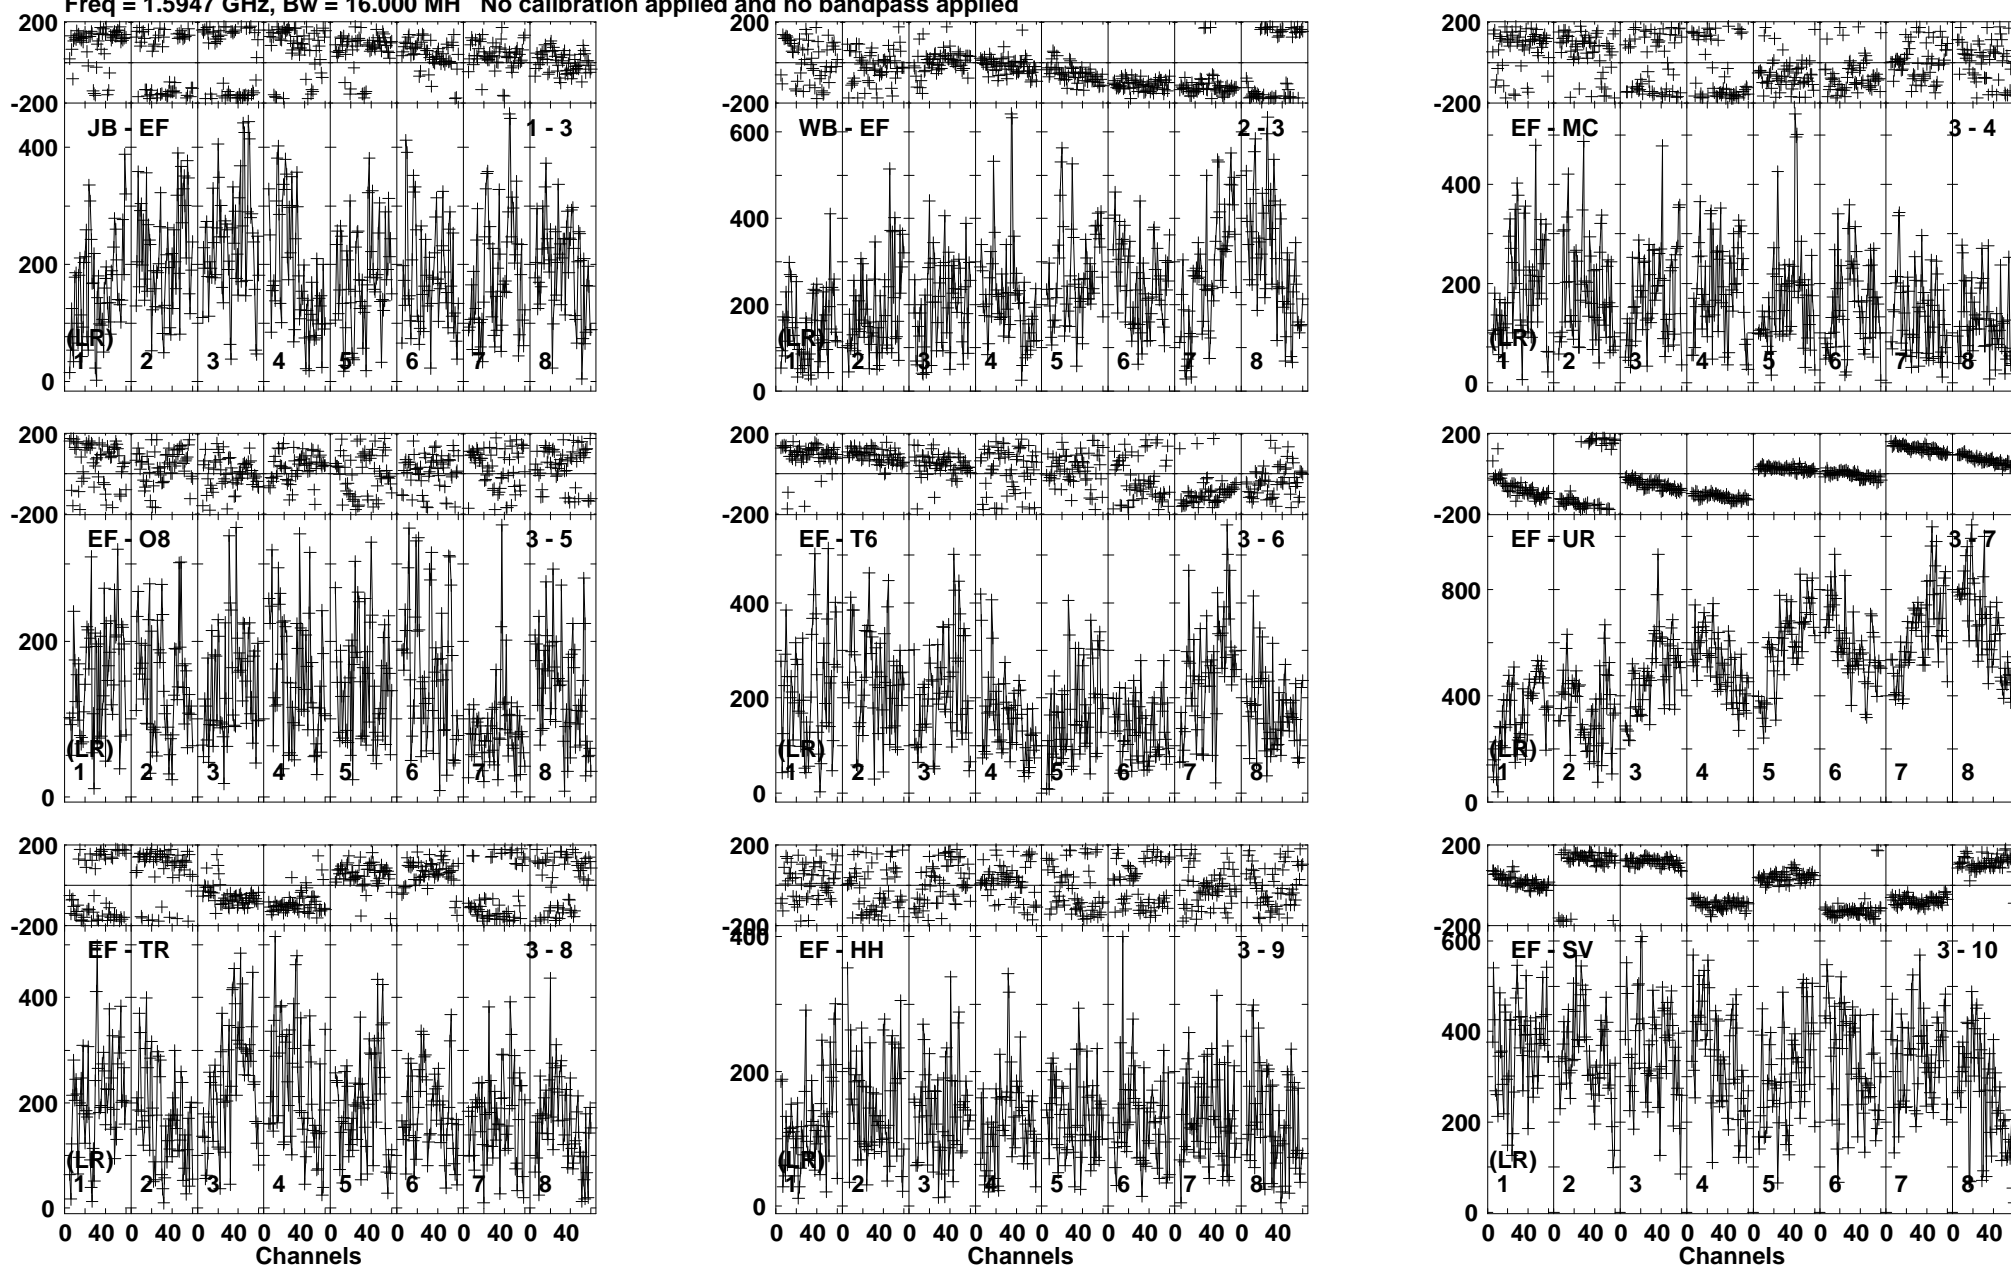 Freq = 1.5947 GHz, Bw = 16.000 MH No calibration applied and no bandpass applied
200 200 200
-200 -200 -200
JB - EF 1 - 3 WB - EF 2 - 3 EF - MC 3 - 4
400 600 400
200 400 200
200
(LR) (LR) (LR)
1 2 3 4 5 6 7 8 1 2 3 4 5 6 7 8 1 2 3 4 5 6 7 8
0 0 0
200 200 200
-200 -200 -200
EF - O8 3 - 5 EF - T6 3 - 6 EF - UR 3 - 7
200 400 800
200 400
(LR) (LR) (LR)
1 2 3 4 5 6 7 8 1 2 3 4 5 6 7 8 1 2 3 4 5 6 7 8
0 0 0
200 200 200
-200 -200 -200
EF - TR 3 - 8 EF - HH 3 - 9 EF - SV 3 - 10
400 400 600
200 200 400
200
(LR) (LR) (LR)
1 2 3 4 5 6 7 8 1 2 3 4 5 6 7 8 1 2 3 4 5 6 7 8
0 0 0
0 40 0 40 0 40 0 40 0 40 0 40 0 40 0 40 0 40 0 40 0 40 0 40 0 40 0 40 0 40 0 40 0 40 0 40 0 40 0 40 0 40 0 40 0 40 0 40
Channels Channels Channels